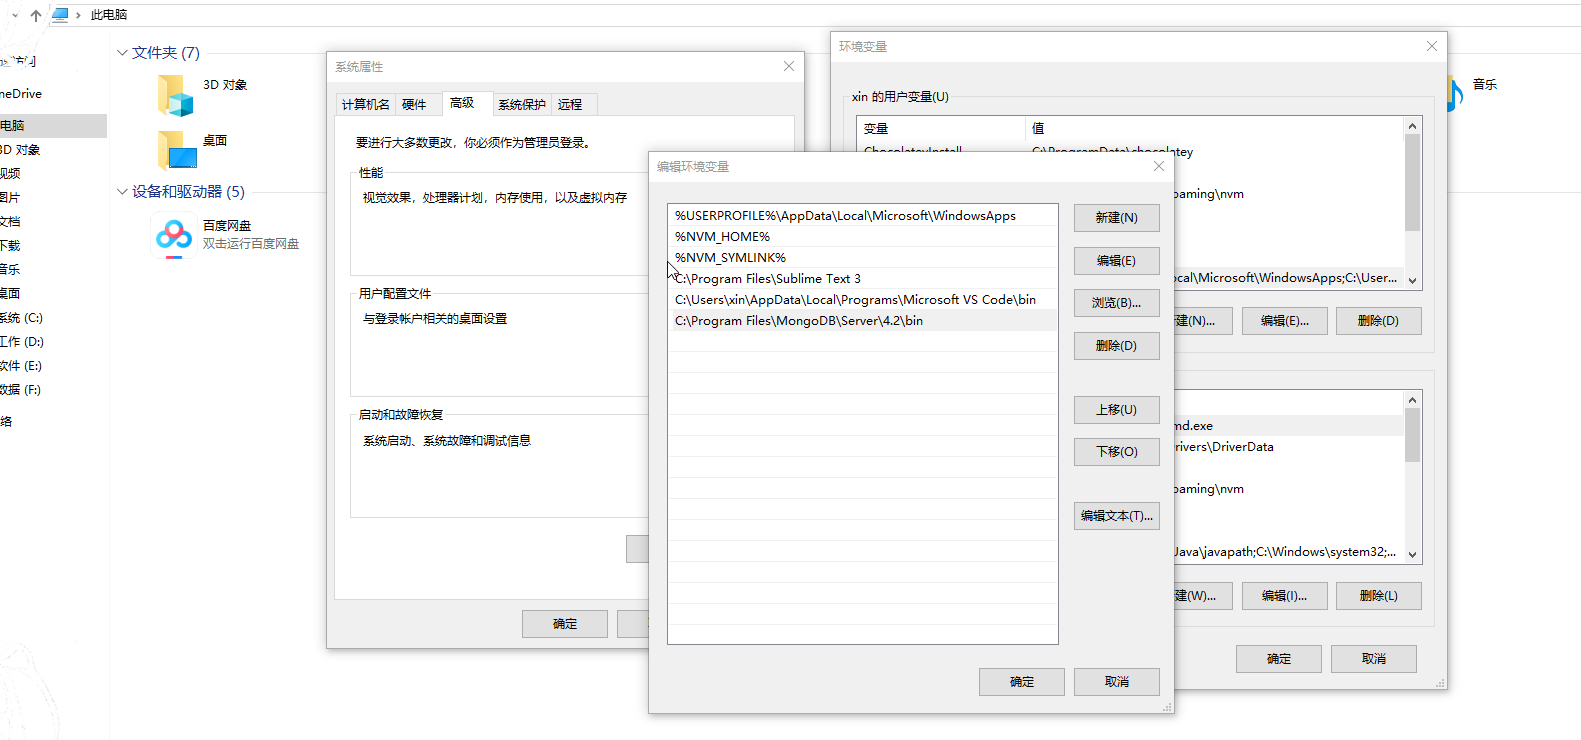 此电脑
neDrive
电脑
3D 对象
视频
图片
文档
下载
音乐
桌面
系统 (C:)
工作 (D:)
软件 (E:)
数据 (F:)
络
文件夹 (7)
3D 对象
桌面
设备和驱动器 (5)
百度网盘
双击运行百度网盘
音乐
系统属性
计算机名
硬件
高级
系统保护
远程
要进行大多数更改，你必须作为管理员登录。
性能
视觉效果，处理器计划，内存使用，以及虚拟内存
用户配置文件
与登录帐户相关的桌面设置
启动和故障恢复
系统启动、系统故障和调试信息
确定
环境变量
xin 的用户变量(U)
变量
值
ChocolateyInstall
C:\ProgramData\chocolatey
oaming\nvm
ocal\Microsoft\WindowsApps;C:\User...
建(N)...
编辑(E)...
删除(D)
md.exe
rivers\DriverData
oaming\nvm
Java\javapath;C:\Windows\system32;...
建(W)...
编辑(I)...
删除(L)
确定
取消
编辑环境变量
%USERPROFILE%\AppData\Local\Microsoft\WindowsApps
%NVM_HOME%
%NVM_SYMLINK%
C:\Program Files\Sublime Text 3
C:\Users\xin\AppData\Local\Programs\Microsoft VS Code\bin
C:\Program Files\MongoDB\Server\4.2\bin
新建(N)
编辑(E)
浏览(B)...
删除(D)
上移(U)
下移(O)
编辑文本(T)...
确定
取消